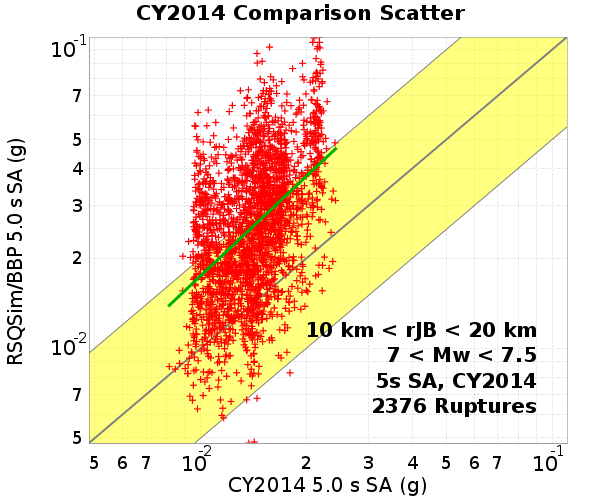 CY2014 Comparison Scatter
RSQSim/BBP 5.0 s SA (g)
10-1
7
5
4
3
2
10-2
7
5
10 km < rJB < 20 km
7 < Mw < 7.5
5s SA, CY2014
2376 Ruptures
5 6 7 10-2 2 3 4 5 6 7 10-1
CY2014 5.0 s SA (g)